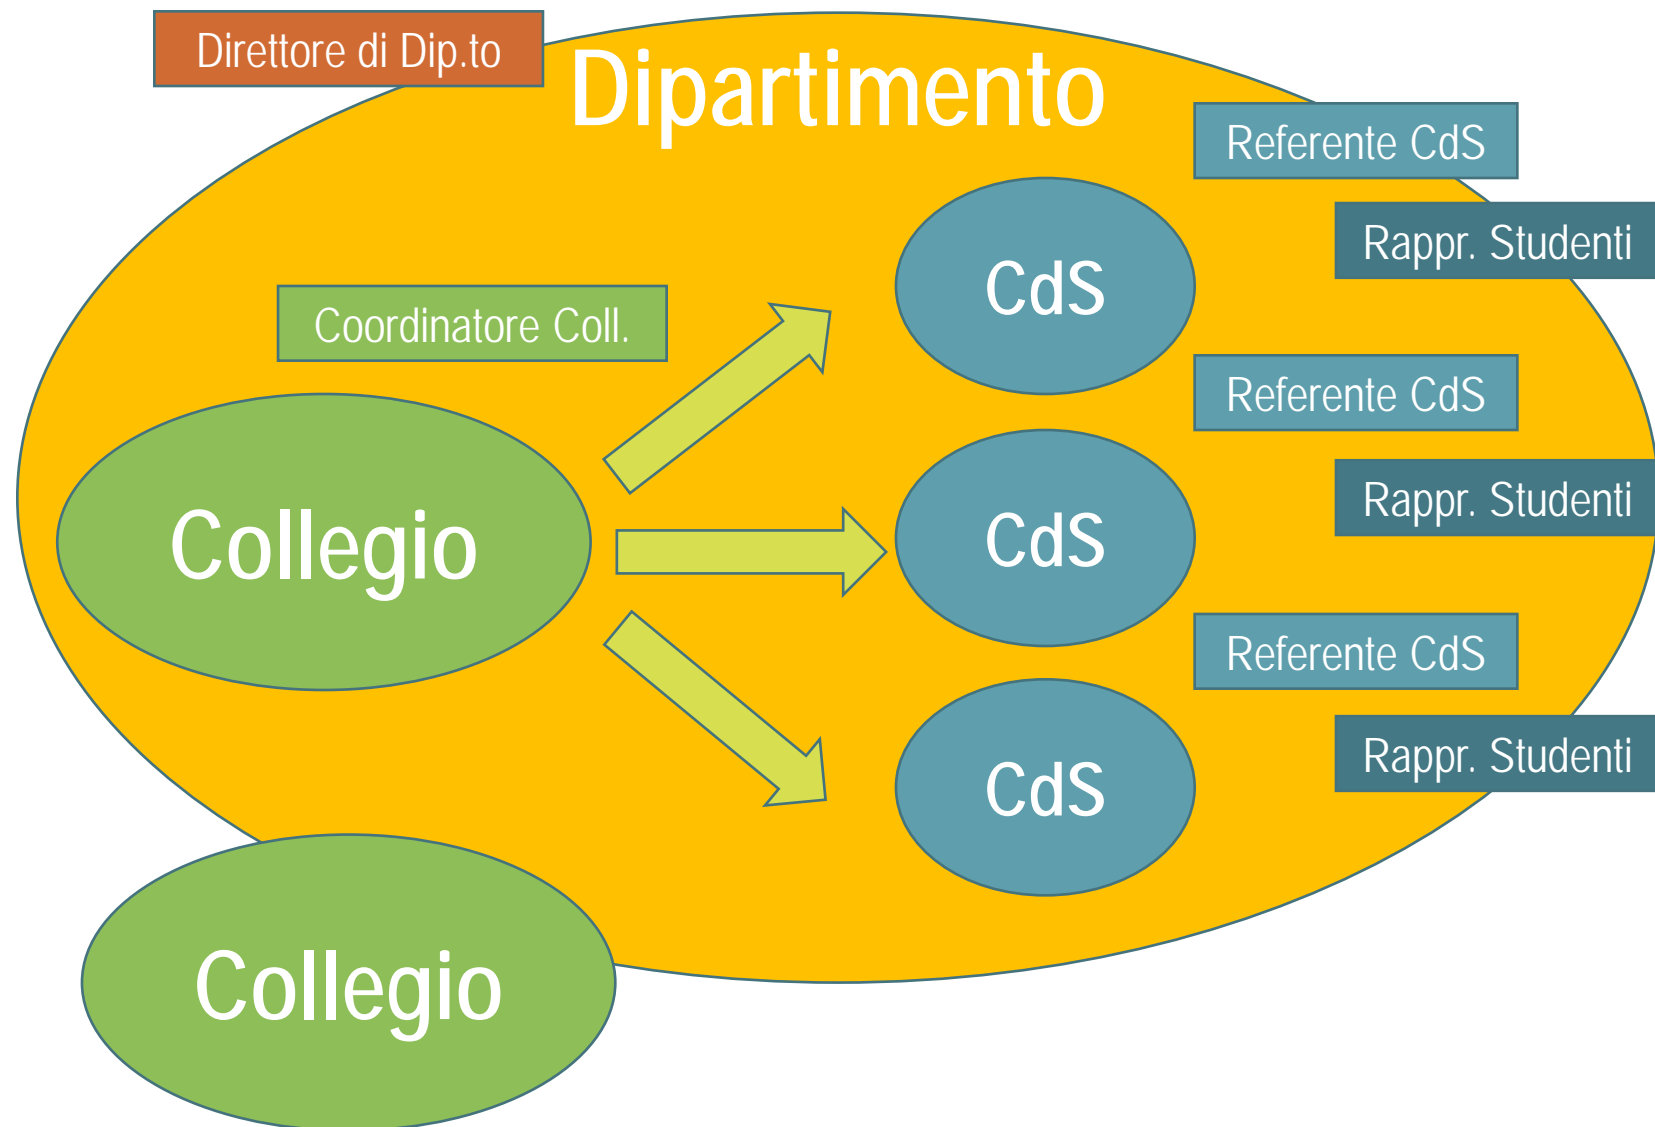 Direttore di Dip.to
Dipartimento
Referente CdS
Rappr. Studenti
CdS
Coordinatore Coll.
Referente CdS
Rappr. Studenti
Collegio
CdS
Referente CdS
Rappr. Studenti
CdS
Collegio